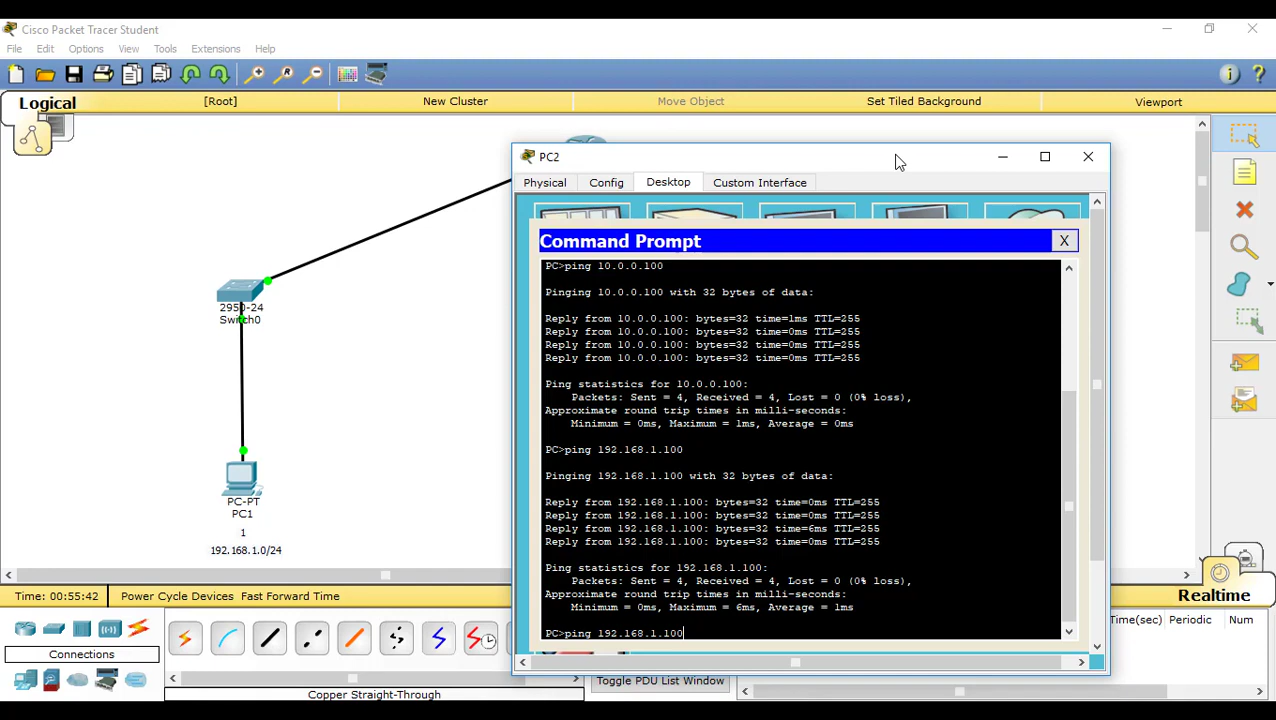 Cisco Packet Tracer Student
File Edit Options View Tools Extensions Help
Logical [Root] New Cluster Move Object Set Tiled Background Viewport
PC2
Physical Config Desktop Custom Interface
Command Prompt X
PC>ping 10.0.0.100
Pinging 10.0.0.100 with 32 bytes of data:
Reply from 10.0.0.100: bytes=32 time=1ms TTL=255
Reply from 10.0.0.100: bytes=32 time=0ms TTL=255
Reply from 10.0.0.100: bytes=32 time=0ms TTL=255
Reply from 10.0.0.100: bytes=32 time=0ms TTL=255
Ping statistics for 10.0.0.100:
Packets: Sent = 4, Received = 4, Lost = 0 (0% loss),
Approximate round trip times in milli-seconds:
Minimum = 0ms, Maximum = 1ms, Average = 0ms
PC>ping 192.168.1.100
Pinging 192.168.1.100 with 32 bytes of data:
Reply from 192.168.1.100: bytes=32 time=0ms TTL=255
Reply from 192.168.1.100: bytes=32 time=0ms TTL=255
Reply from 192.168.1.100: bytes=32 time=6ms TTL=255
Reply from 192.168.1.100: bytes=32 time=0ms TTL=255
Ping statistics for 192.168.1.100:
Packets: Sent = 4, Received = 4, Lost = 0 (0% loss),
Approximate round trip times in milli-seconds:
Minimum = 0ms, Maximum = 6ms, Average = 1ms
PC>ping 192.168.1.100
2950-24
Switch0
PC-PT
PC1
1
192.168.1.0/24
Time: 00:55:42 Power Cycle Devices Fast Forward Time
Realtime
Connections
Copper Straight-Through
Toggle PDU List Window
Time(sec) Periodic Num